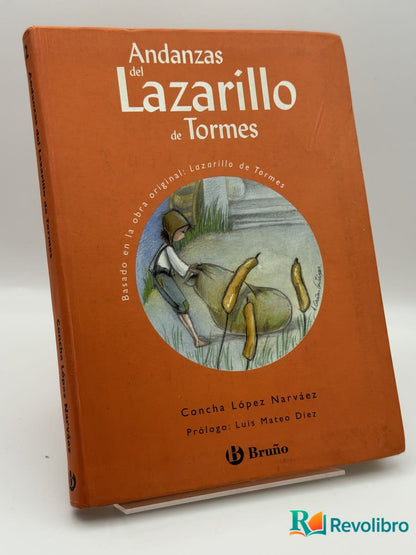 Andanzas
del
Lazarillo
de Tormes
Basado en la obra original: Lazarillo de Tormes
Concha López Narváez
Prólogo: Luis Mateo Díez
B Bruño
Andanzas del Lazarillo de Tormes
Concha López Narváez
Revolibro